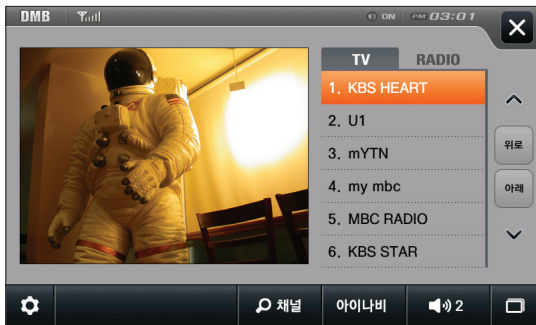 DMB
ON PM 03:01
TV RADIO
1. KBS HEART
2. U1
3. mYTN
4. my mbc
5. MBC RADIO
6. KBS STAR
위로
아래
채널 아이나비 2